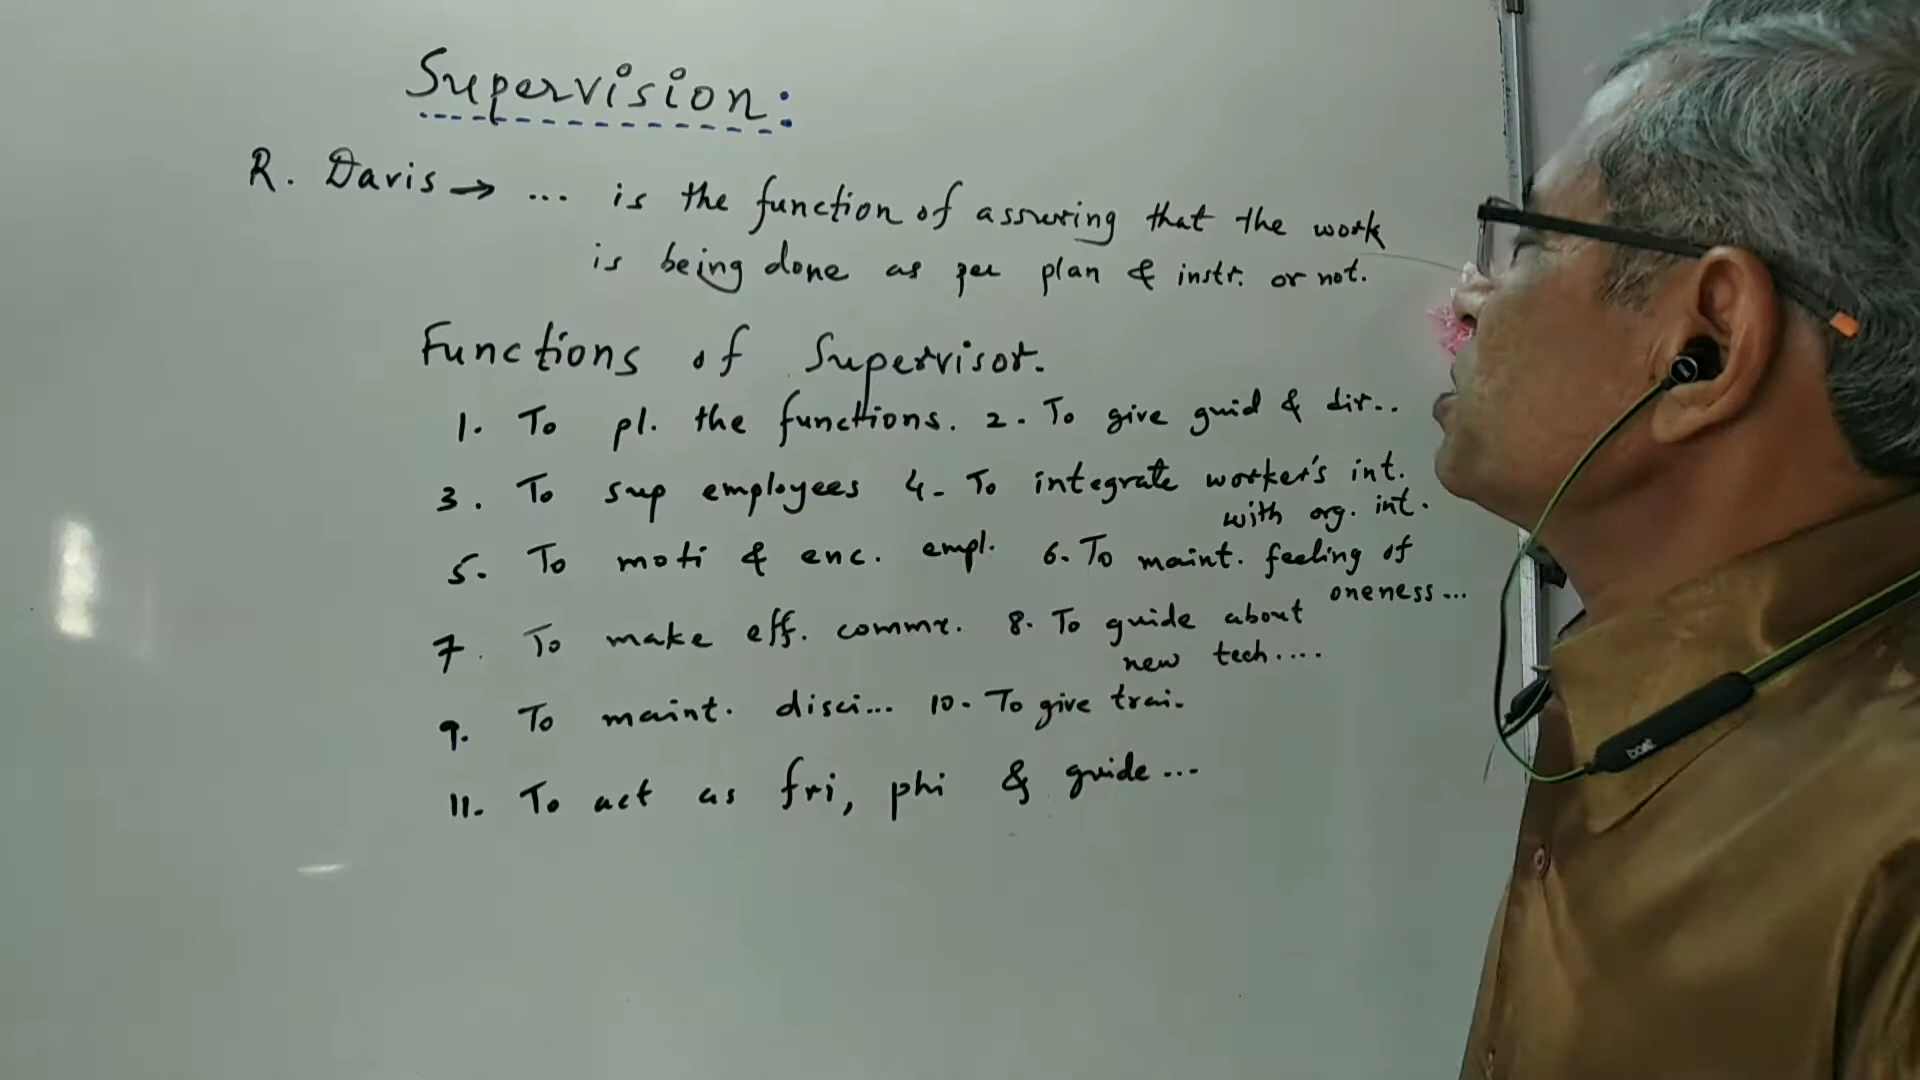 Supervision:
R. Davis → ... is the function of assuring that the work
is being done as per plan & instr. or not.
Functions of Supervisor.
1. To pl. the functions. 2. To give guid & dir..
3. To sup employees 4. To integrate worker's int.
with org. int.
5. To moti & enc. empl. 6. To maint. feeling of
oneness...
7. To make eff. commn. 8. To guide about
new tech....
9. To maint. disci... 10. To give trai.
11. To act as fri, phi & guide...
boAt